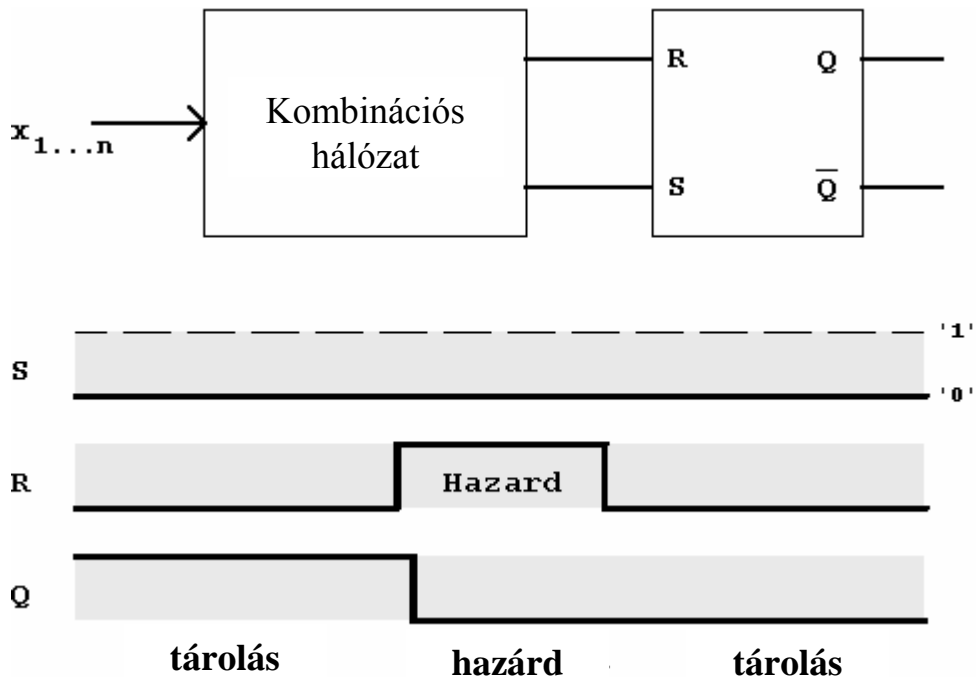 R Q
Kombinációs
x1...n
hálózat
S Q̅
'1'
S
'0'
R Hazard
Q
tárolás hazárd tárolás